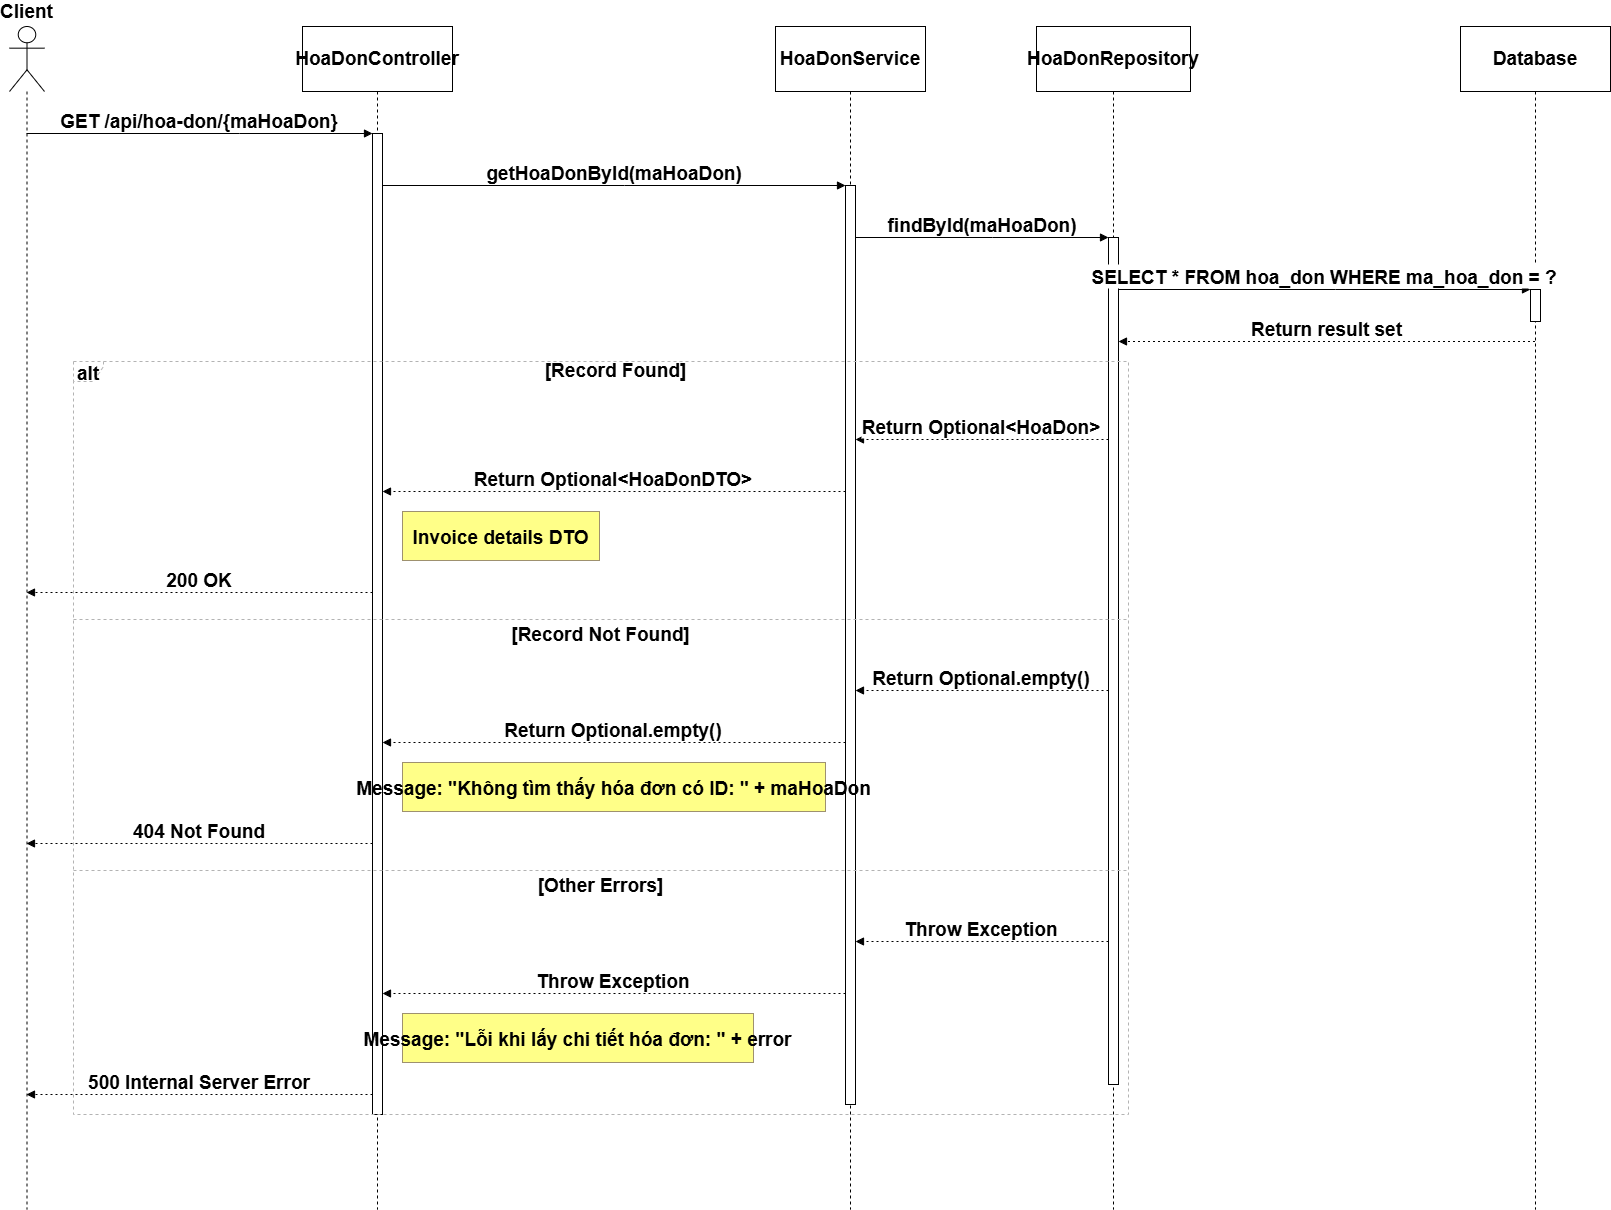 Client
HoaDonController
HoaDonService
HoaDonRepository
Database
GET /api/hoa-don/{maHoaDon}
getHoaDonById(maHoaDon)
findById(maHoaDon)
SELECT * FROM hoa_don WHERE ma_hoa_don = ?
Return result set
alt
[Record Found]
Return Optional<HoaDon>
Return Optional<HoaDonDTO>
Invoice details DTO
200 OK
[Record Not Found]
Return Optional.empty()
Return Optional.empty()
Message: "Không tìm thấy hóa đơn có ID: " + maHoaDon
404 Not Found
[Other Errors]
Throw Exception
Throw Exception
Message: "Lỗi khi lấy chi tiết hóa đơn: " + error
500 Internal Server Error